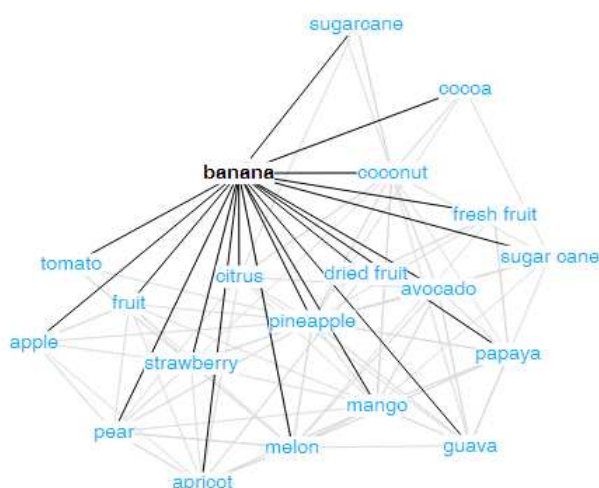 sugarcane
cocoa
banana
coconut
fresh fruit
sugar cane
tomato
citrus
dried fruit
avocado
fruit
pineapple
apple
strawberry
papaya
mango
pear
melon
guava
apricot